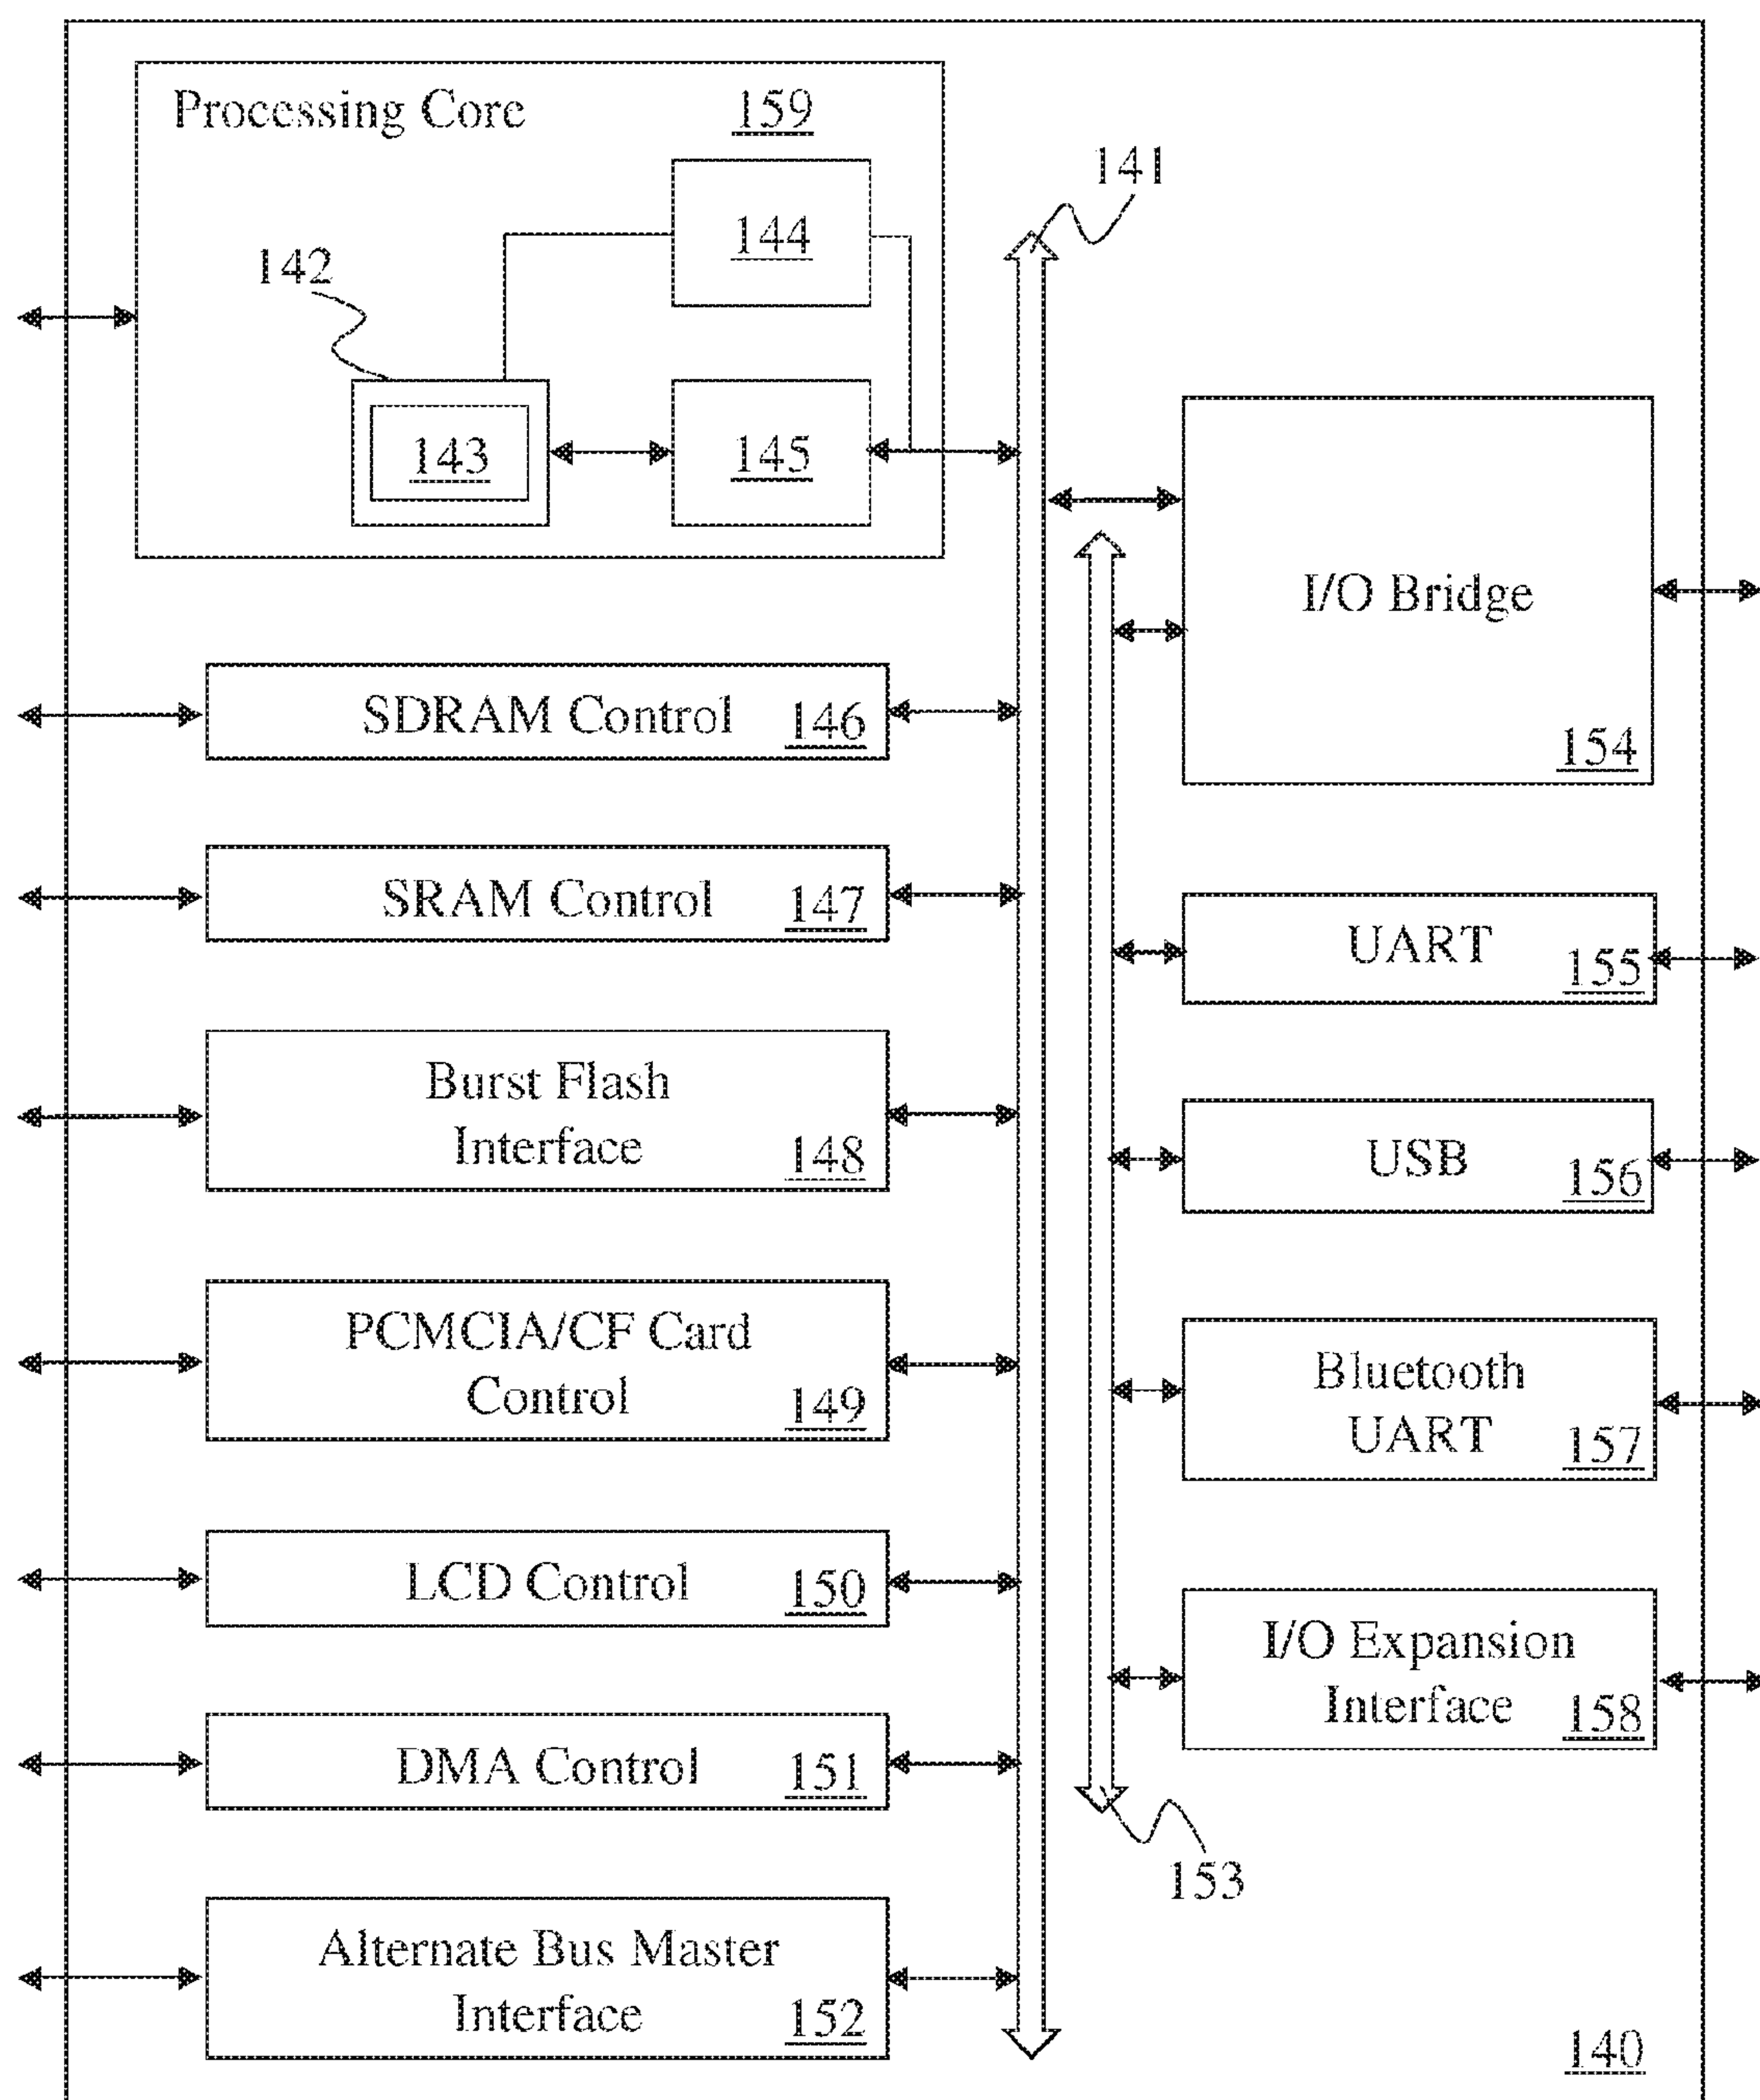 Processing Core 159
141
144
142
143
145
I/O Bridge
154
SDRAM Control 146
SRAM Control 147
UART 155
Burst Flash
Interface 148
USB 156
PCMCIA/CF Card
Control 149
Bluetooth
UART 157
LCD Control 150
I/O Expansion
Interface 158
DMA Control 151
153
Alternate Bus Master
Interface 152
140